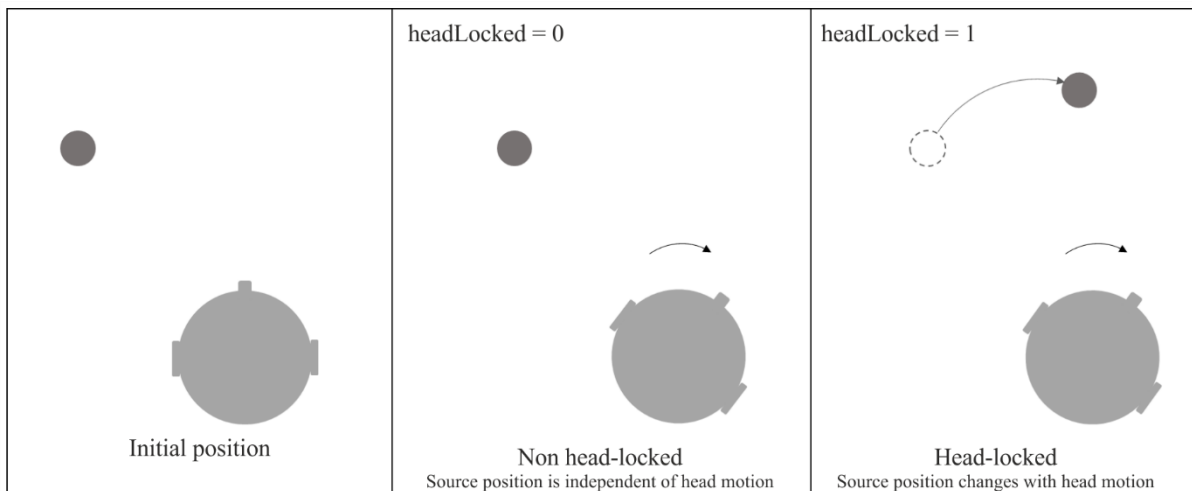 headLocked = 0
headLocked = 1
Initial position
Non head-locked
Source position is independent of head motion
Head-locked
Source position changes with head motion